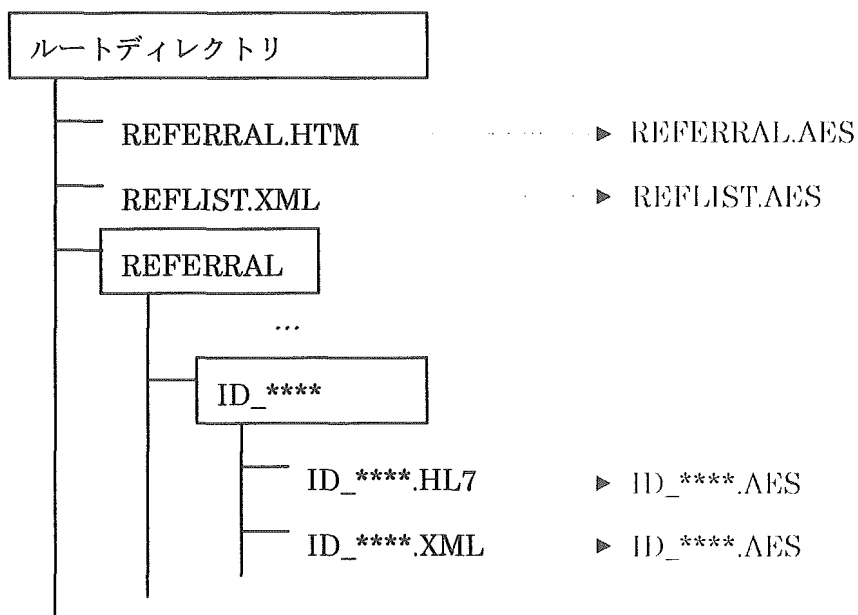 ルートディレクトリ
REFERRAL.HTM ▶ REFERRAL.AES
REFLIST.XML ▶ REFLIST.AES
REFERRAL
...
ID_****
ID_****.HL7 ▶ ID_****.AES
ID_****.XML ▶ ID_****.AES